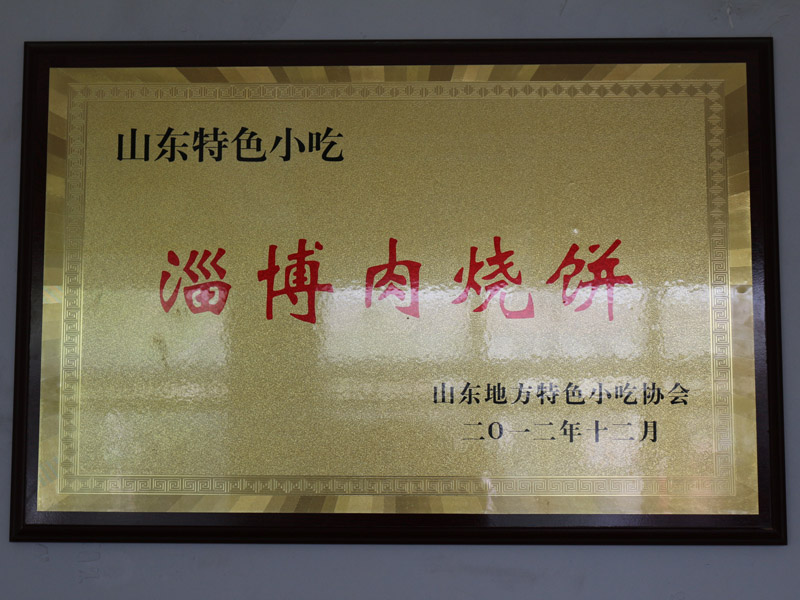 山东特色小吃
淄博肉烧饼
山东地方特色小吃协会
二〇一二年十二月